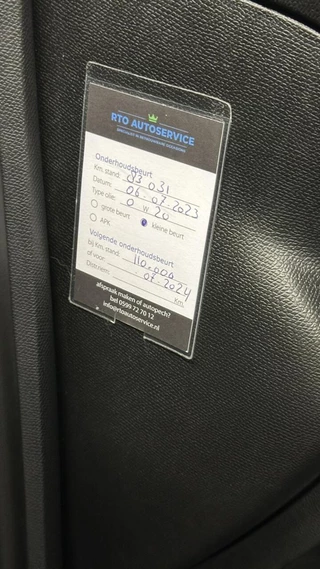 RTO AUTOSERVICE
Onderhoudsbeurt
Km. stand: 93 031
Datum: 06-07-2023
Type olie: 0 W 20
grote beurt kleine beurt
APK
Volgende onderhoudsbeurt
bij Km. stand: 110.000
of voor: 07-2024
Distr.riem: Km.
afspraak maken of autopech?
bel 0599 72 70 12
info@rtoautoservice.nl